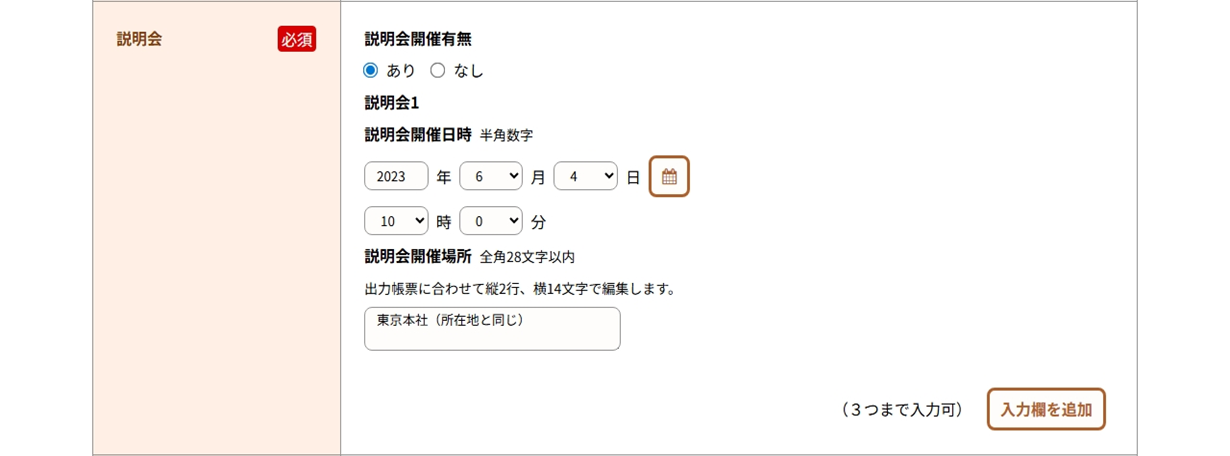 説明会 必須
説明会開催有無
あり なし
説明会1
説明会開催日時 半角数字
2023 年 6 月 4 日
10 時 0 分
説明会開催場所 全角28文字以内
出力帳票に合わせて縦2行、横14文字で編集します。
東京本社（所在地と同じ）
（３つまで入力可） 入力欄を追加